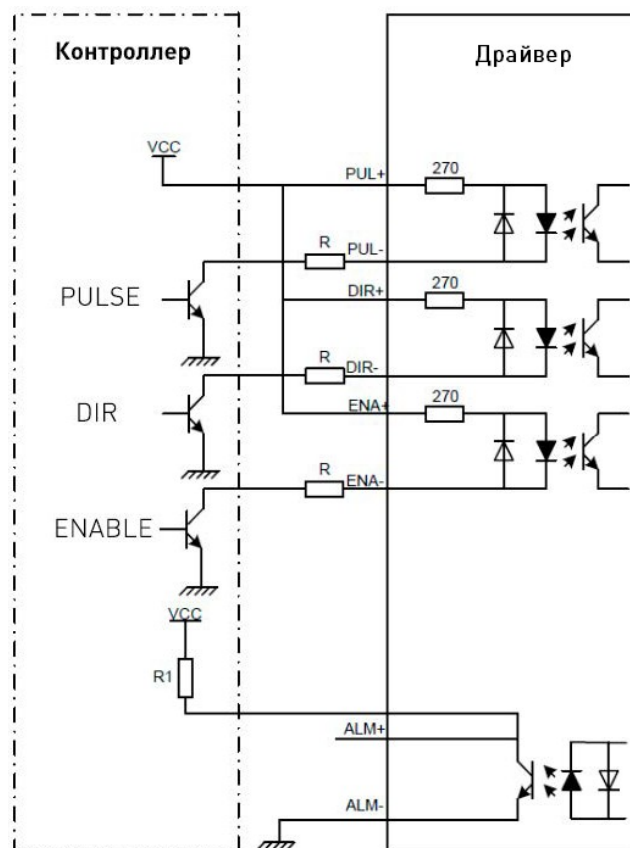 Контроллер
Драйвер
VCC
PUL+
270
R
PUL-
PULSE
DIR+
270
R
DIR-
DIR
ENA+
270
R
ENA-
ENABLE
VCC
R1
ALM+
ALM-